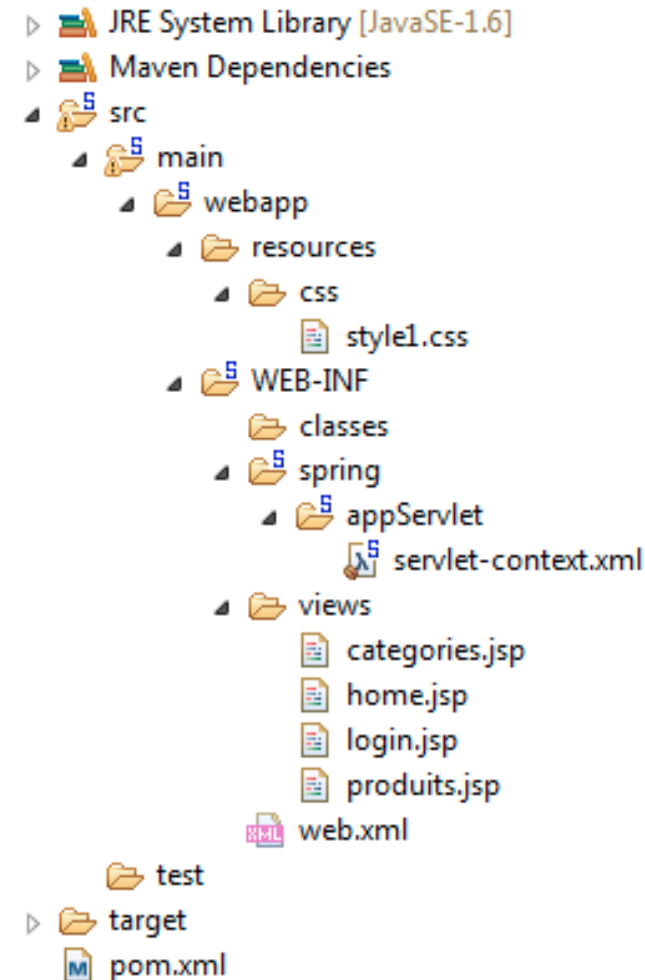 JRE System Library [JavaSE-1.6]
Maven Dependencies
src
main
webapp
resources
css
style1.css
WEB-INF
classes
spring
appServlet
servlet-context.xml
views
categories.jsp
home.jsp
login.jsp
produits.jsp
web.xml
test
target
pom.xml